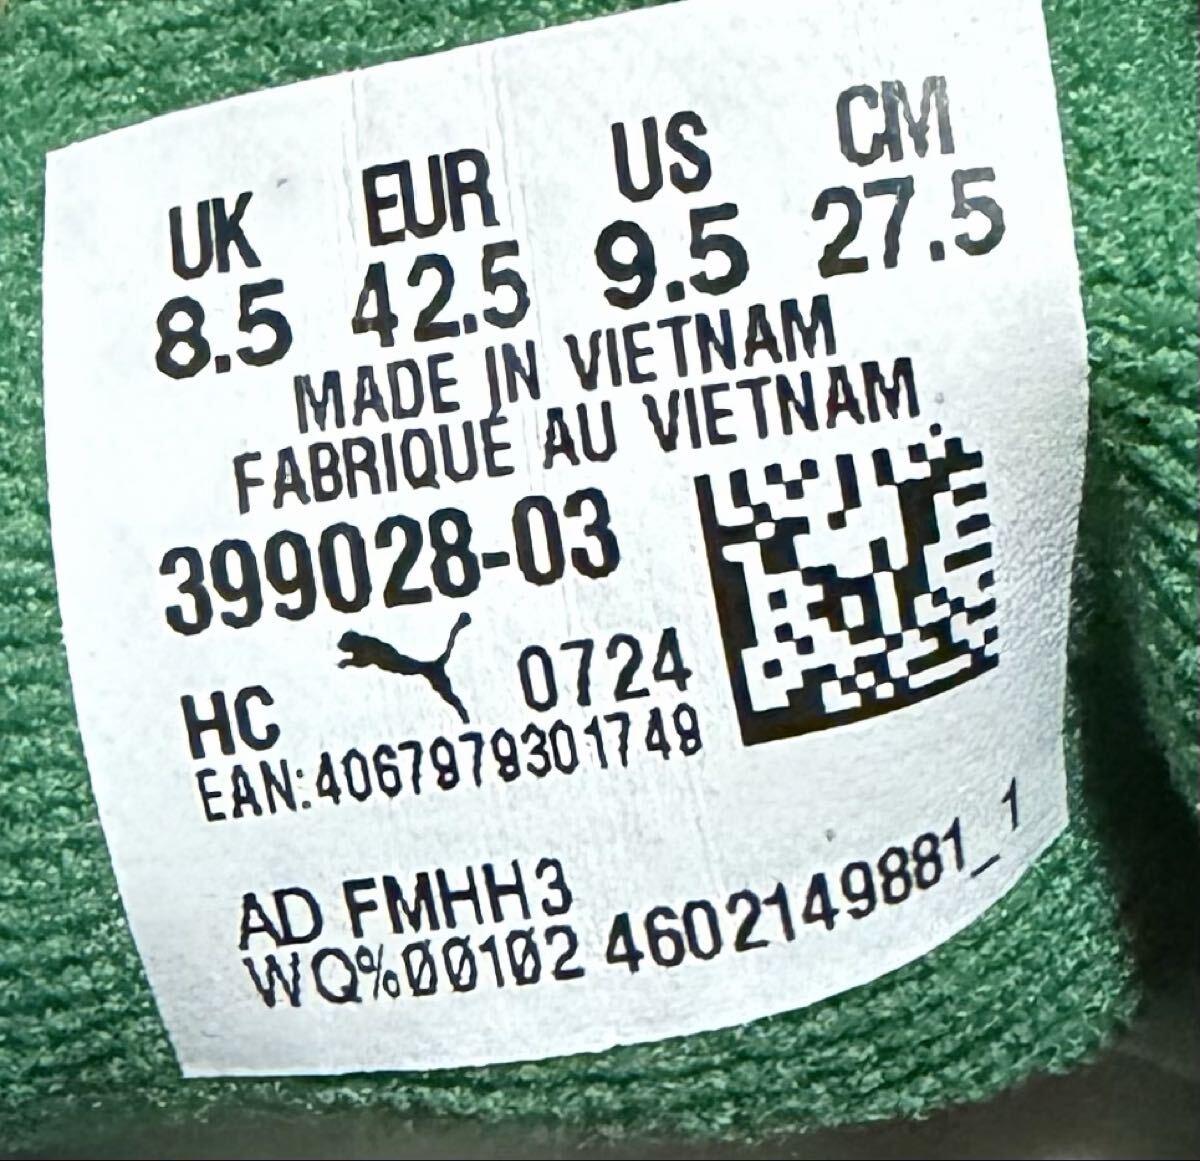 UK EUR US CM
8.5 42.5 9.5 27.5
MADE IN VIETNAM
FABRIQUÉ AU VIETNAM
399028-03
HC 0724
EAN:4067979301749
AD FMHH3
WQ%00102 4602149881_1